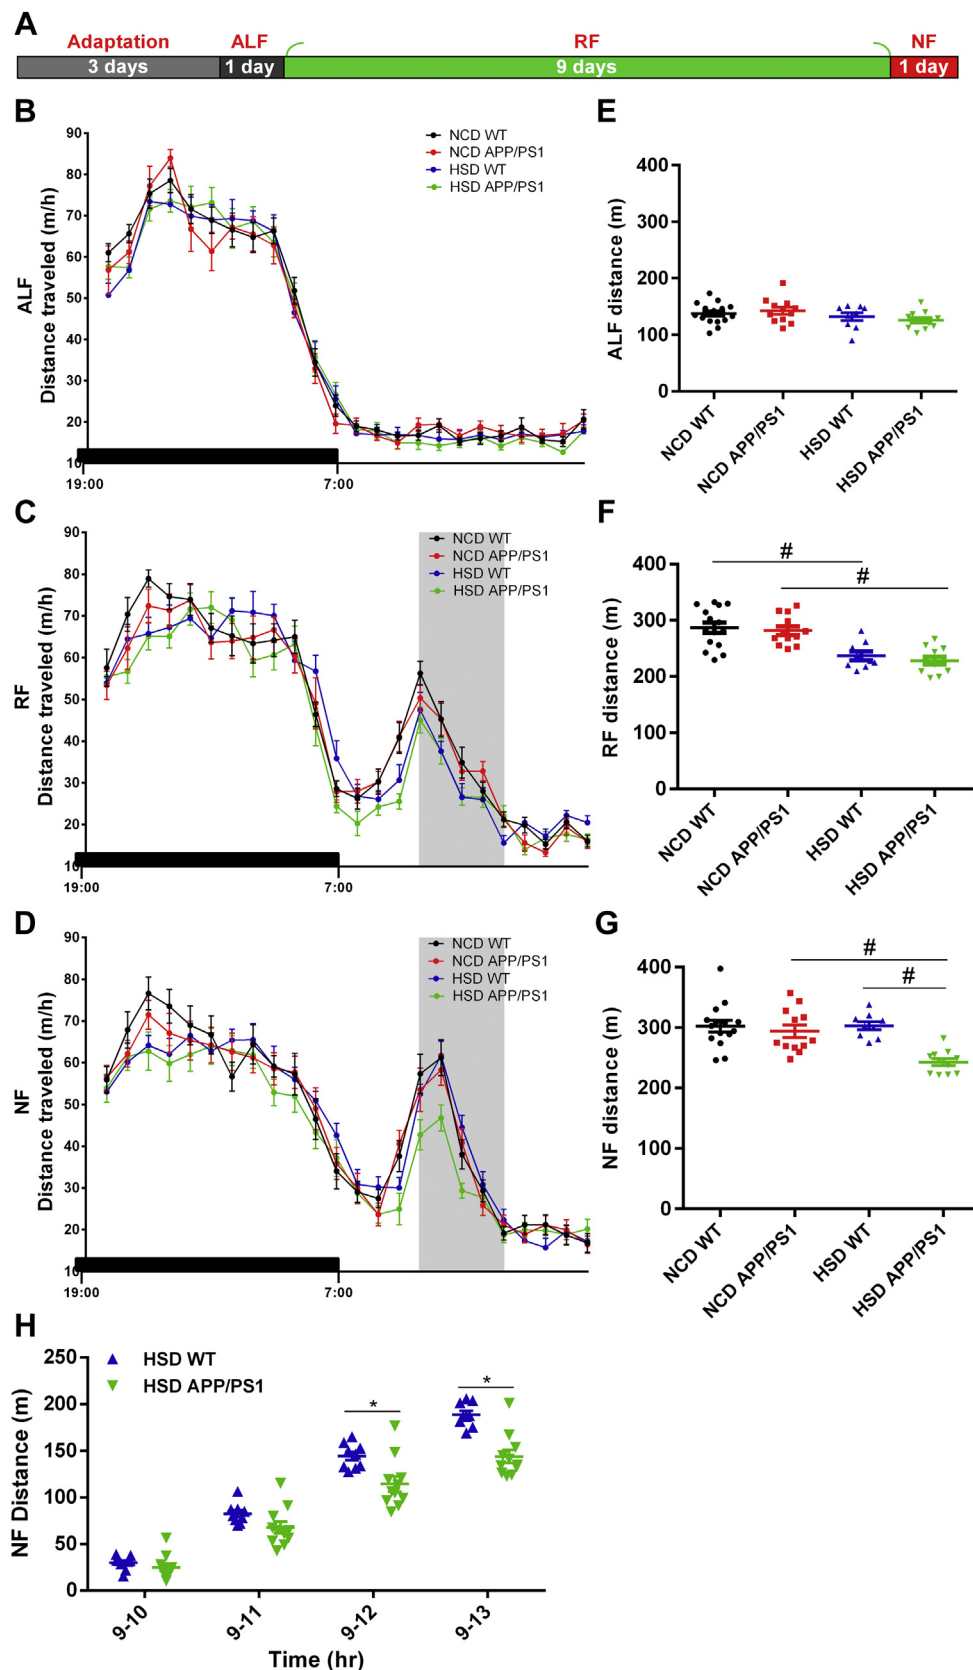 A
Adaptation ALF RF NF
3 days 1 day 9 days 1 day
B
NCD WT
NCD APP/PS1
HSD WT
HSD APP/PS1
ALF
Distance traveled (m/h)
90
80
70
60
50
40
30
20
10
19:00 7:00
E
ALF distance (m)
400
300
200
100
0
NCD WT
NCD APP/PS1
HSD WT
HSD APP/PS1
C
NCD WT
NCD APP/PS1
HSD WT
HSD APP/PS1
RF
Distance traveled (m/h)
90
80
70
60
50
40
30
20
10
19:00 7:00
F
# #
RF distance (m)
400
300
200
100
0
NCD WT
NCD APP/PS1
HSD WT
HSD APP/PS1
D
NCD WT
NCD APP/PS1
HSD WT
HSD APP/PS1
NF
Distance traveled (m/h)
90
80
70
60
50
40
30
20
10
19:00 7:00
G
#
#
NF distance (m)
400
300
200
100
0
NCD WT
NCD APP/PS1
HSD WT
HSD APP/PS1
H
HSD WT
HSD APP/PS1
* *
NF Distance (m)
250
200
150
100
50
0
9-10 9-11 9-12 9-13
Time (hr)